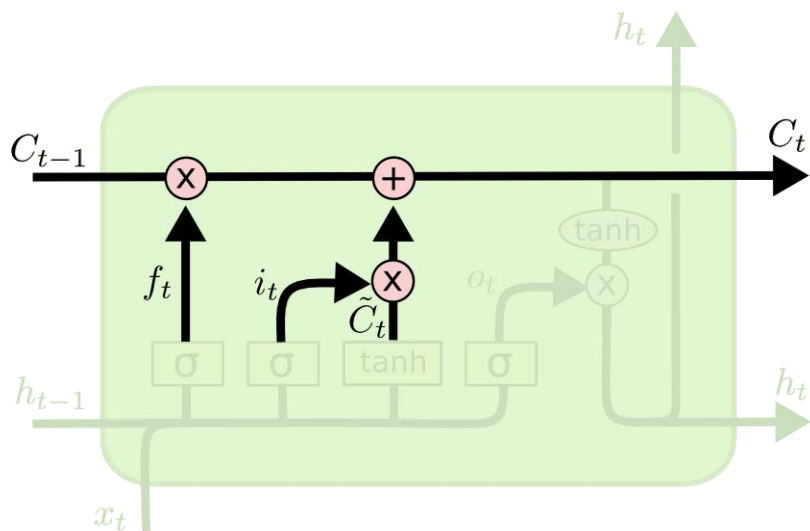 h_t
C_{t-1} × + C_t
tanh
f_t i_t × o_t ×
C̃_t
σ σ tanh σ
h_{t-1} h_t
x_t